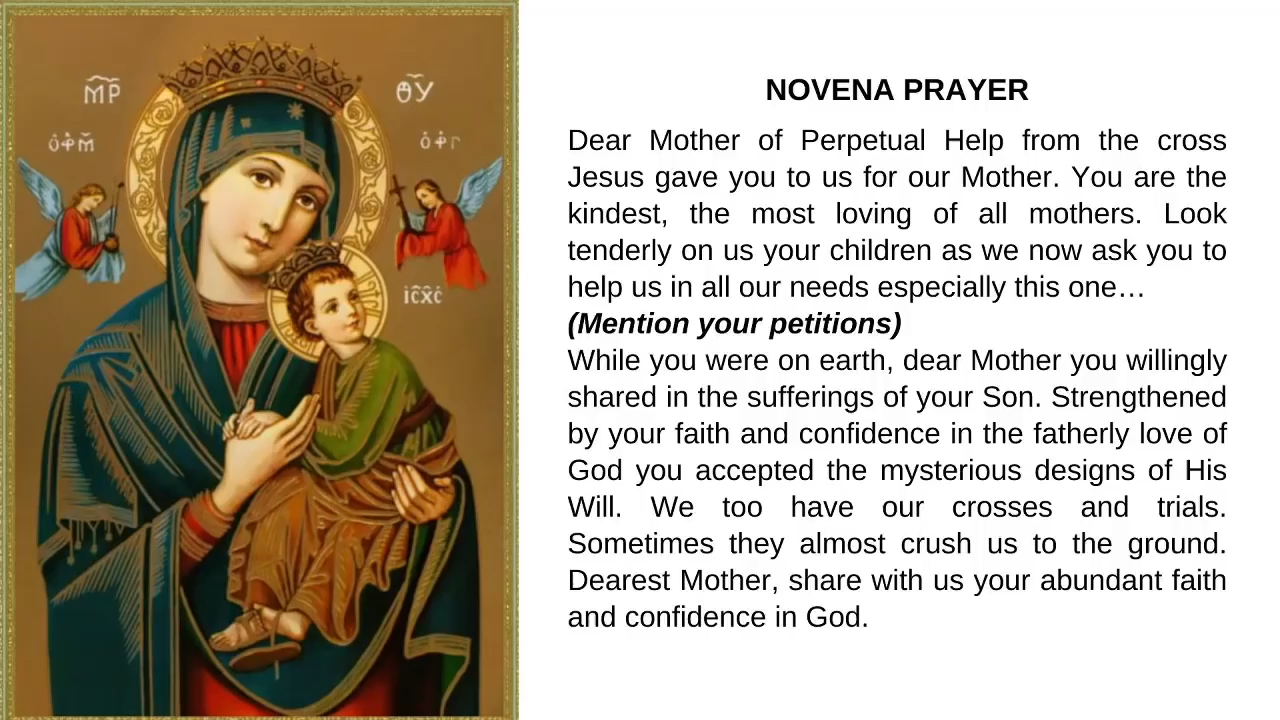 ΜΡ
ΘΥ
ὁἀΜ
ὁἀΓ
ἰc̑χ̑ć
NOVENA PRAYER
Dear Mother of Perpetual Help from the cross
Jesus gave you to us for our Mother. You are the
kindest, the most loving of all mothers. Look
tenderly on us your children as we now ask you to
help us in all our needs especially this one…
(Mention your petitions)
While you were on earth, dear Mother you willingly
shared in the sufferings of your Son. Strengthened
by your faith and confidence in the fatherly love of
God you accepted the mysterious designs of His
Will. We too have our crosses and trials.
Sometimes they almost crush us to the ground.
Dearest Mother, share with us your abundant faith
and confidence in God.